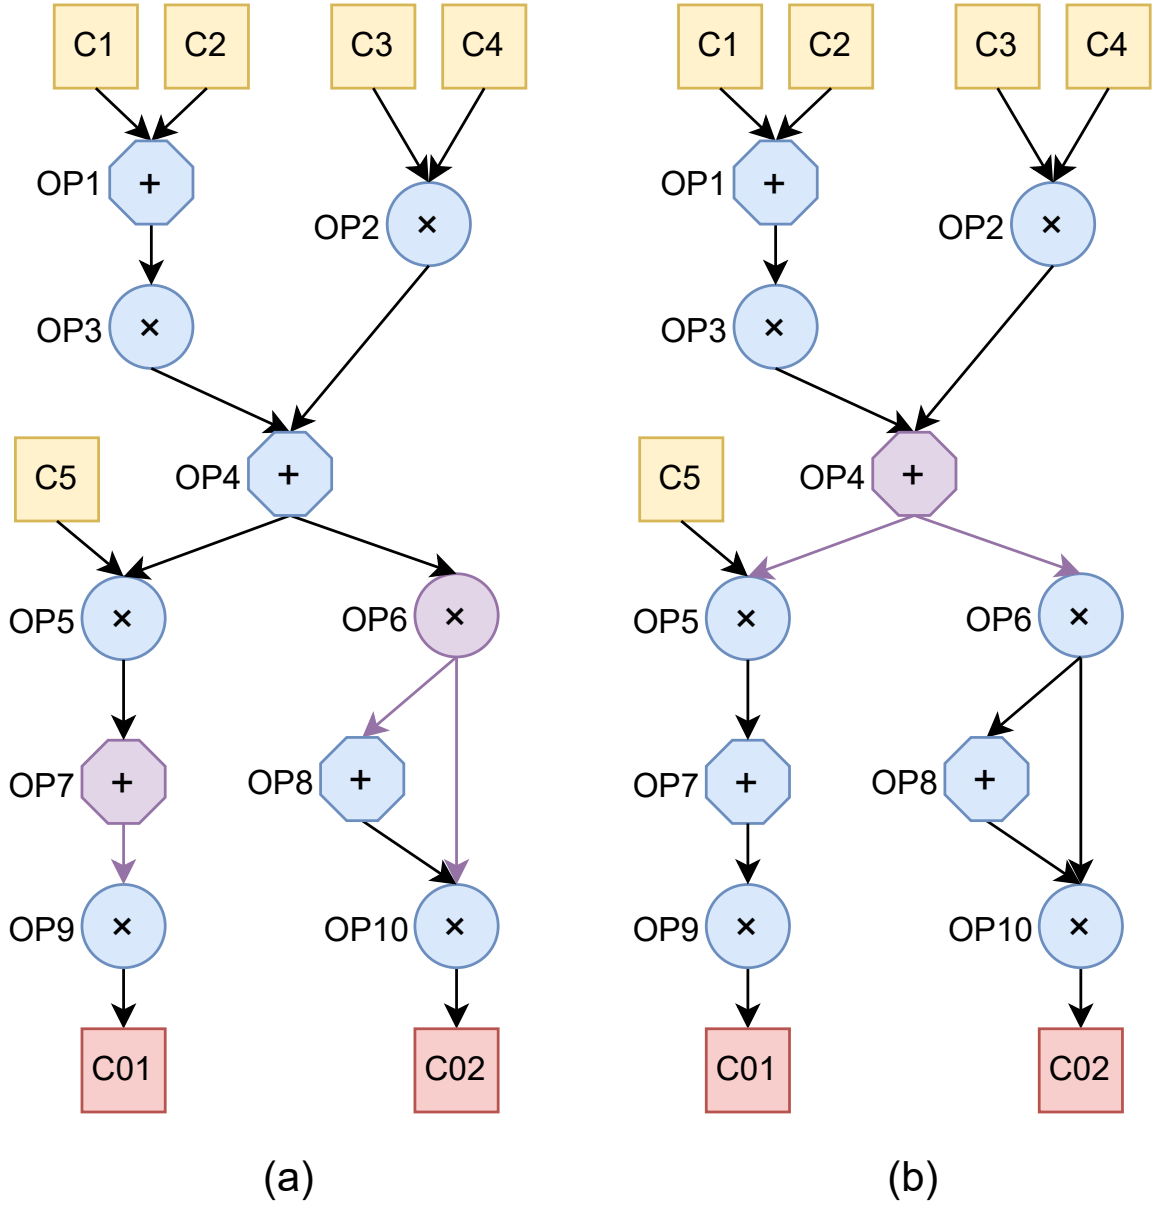 C1 C2 C3 C4 C1 C2 C3 C4
OP1 + OP1 +
OP2 × OP2 ×
OP3 × OP3 ×
C5 OP4 + C5 OP4 +
OP5 × OP6 × OP5 × OP6 ×
OP7 + OP8 + OP7 + OP8 +
OP9 × OP10 × OP9 × OP10 ×
C01 C02 C01 C02
(a) (b)